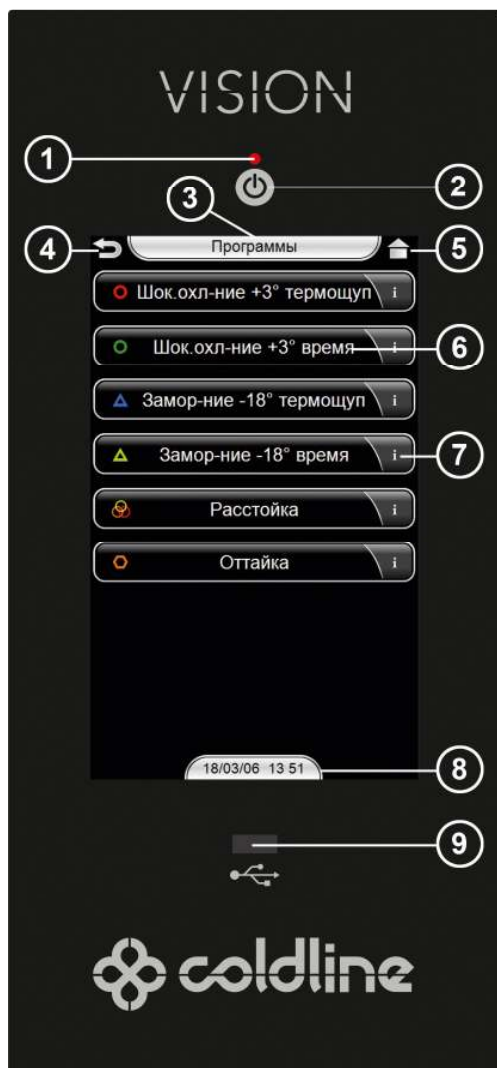 VISION
1
2
3
4
Программы
5
Шок.охл-ние +3° термощуп i
Шок.охл-ние +3° время i
6
Замор-ние -18° термощуп i
Замор-ние -18° время i
7
Расстойка i
Оттайка i
18/03/06 13 51
8
9
coldline